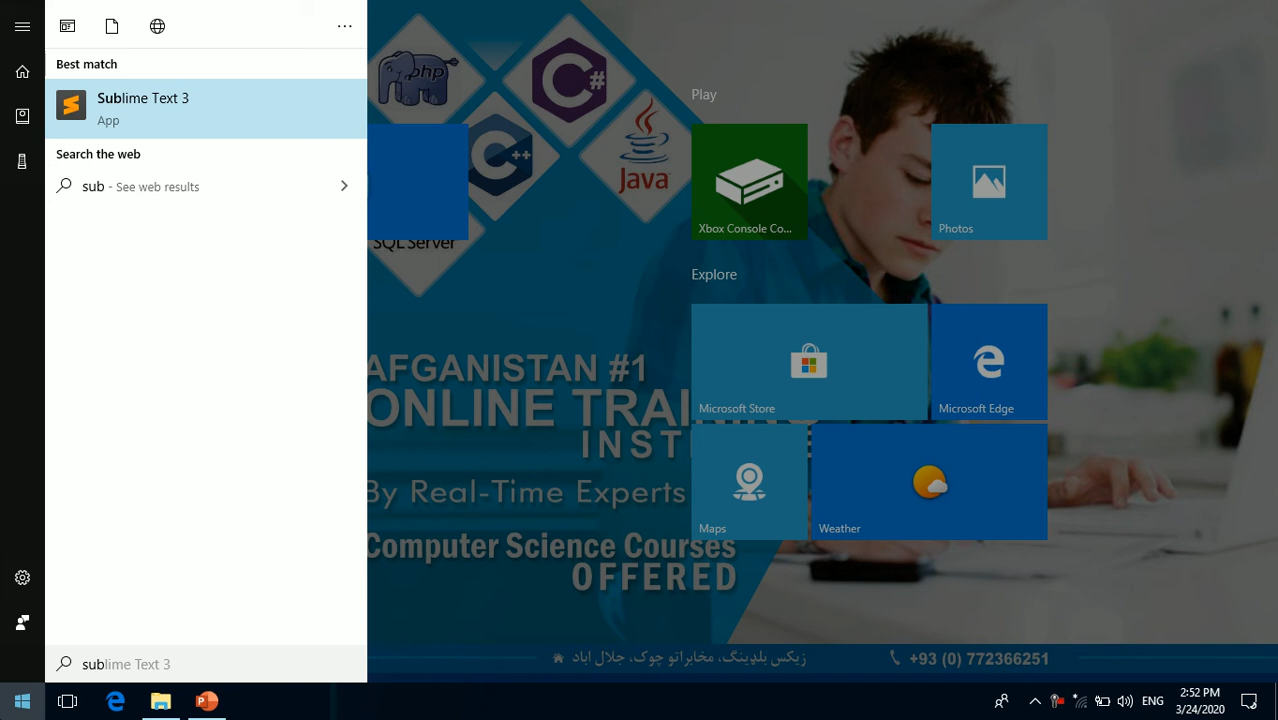 Best match
Sublime Text 3
App
Search the web
sub - See web results
sublime Text 3
php
C#
C++
Java
SQL Server
AFGANISTAN #1
ONLINE TRAINING
INST
By Real-Time Experts
Computer Science Courses
OFFERED
Play
Xbox Console Co...
Photos
Explore
Microsoft Store
Microsoft Edge
Maps
Weather
زیکس بلډینګ، مخابراتو چوک، جلال اباد
+93 (0) 772366251
ENG
2:52 PM
3/24/2020